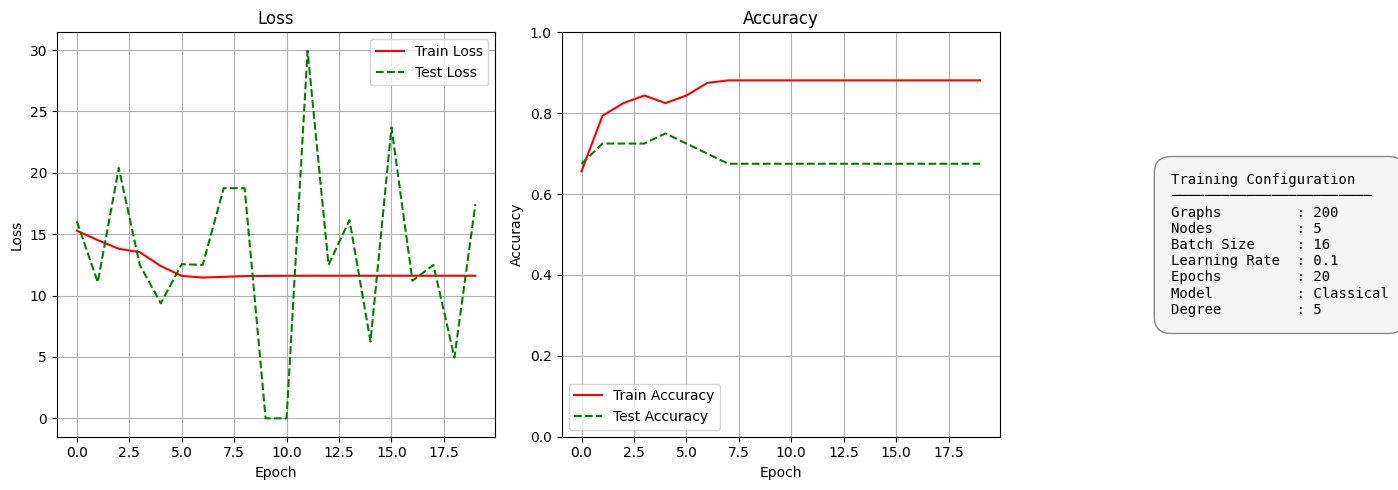 Loss
Train Loss
Test Loss
30
25
20
15
10
5
0
Loss
0.0 2.5 5.0 7.5 10.0 12.5 15.0 17.5
Epoch
Accuracy
1.0
0.8
0.6
0.4
0.2
0.0
Accuracy
Train Accuracy
Test Accuracy
0.0 2.5 5.0 7.5 10.0 12.5 15.0 17.5
Epoch
Training Configuration
Graphs : 200
Nodes : 5
Batch Size : 16
Learning Rate : 0.1
Epochs : 20
Model : Classical
Degree : 5